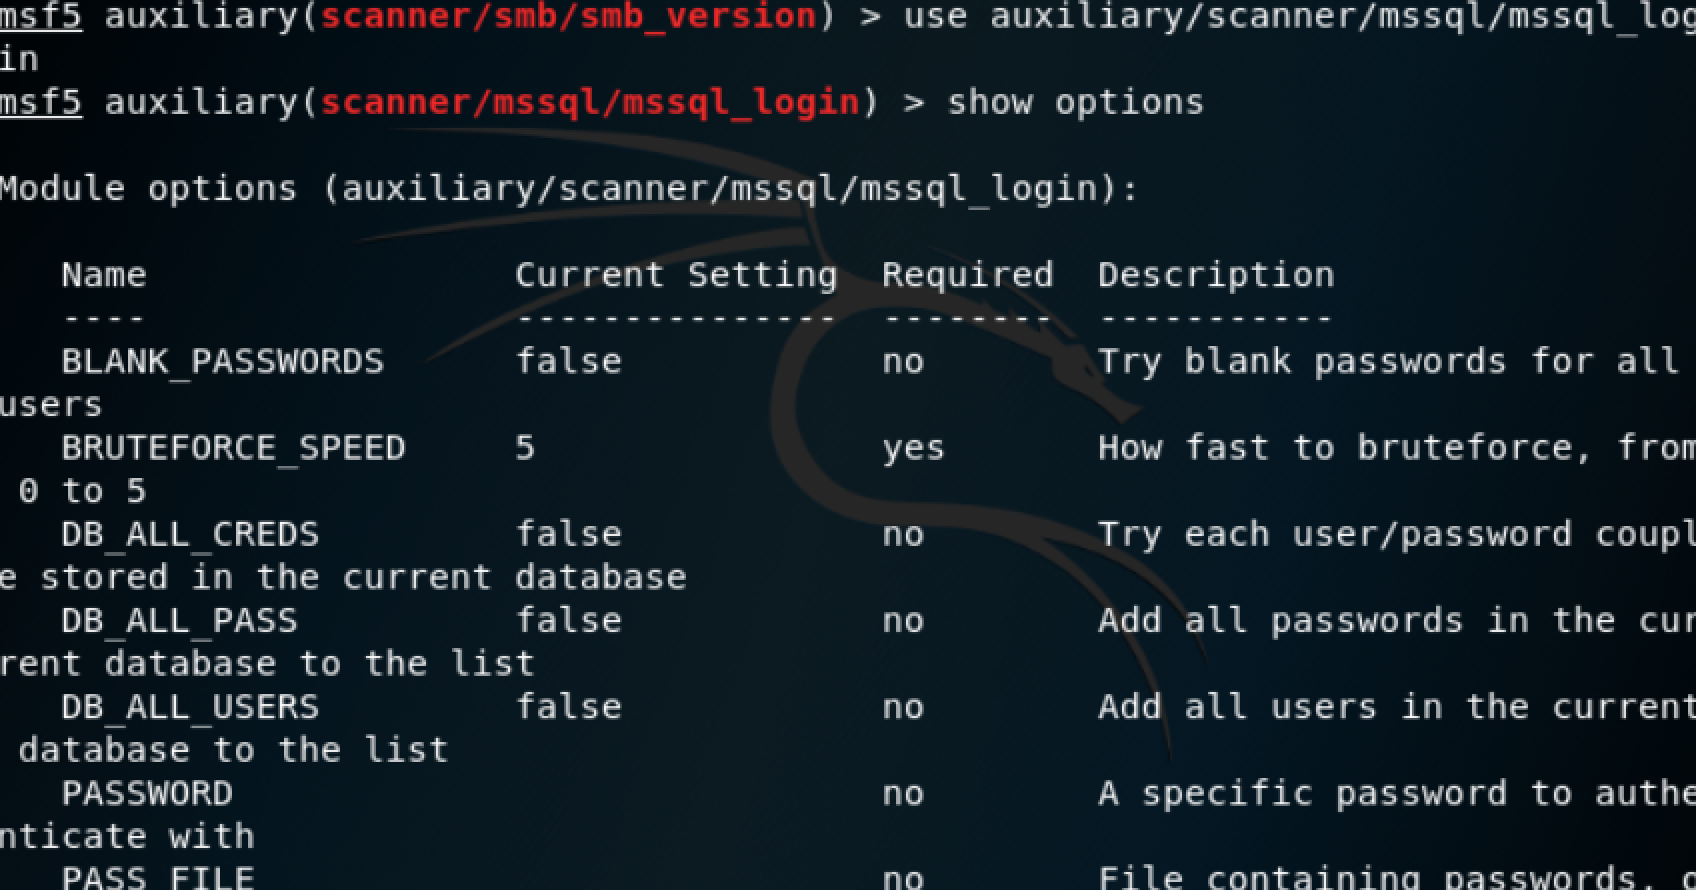 msf5 auxiliary(scanner/smb/smb_version) > use auxiliary/scanner/mssql/mssql_log
in
msf5 auxiliary(scanner/mssql/mssql_login) > show options
Module options (auxiliary/scanner/mssql/mssql_login):
Name Current Setting Required Description
---- --------------- -------- -----------
BLANK_PASSWORDS false no Try blank passwords for all
users
BRUTEFORCE_SPEED 5 yes How fast to bruteforce, from
0 to 5
DB_ALL_CREDS false no Try each user/password coupl
e stored in the current database
DB_ALL_PASS false no Add all passwords in the cur
rent database to the list
DB_ALL_USERS false no Add all users in the current
database to the list
PASSWORD no A specific password to authe
nticate with
PASS_FILE no File containing passwords,